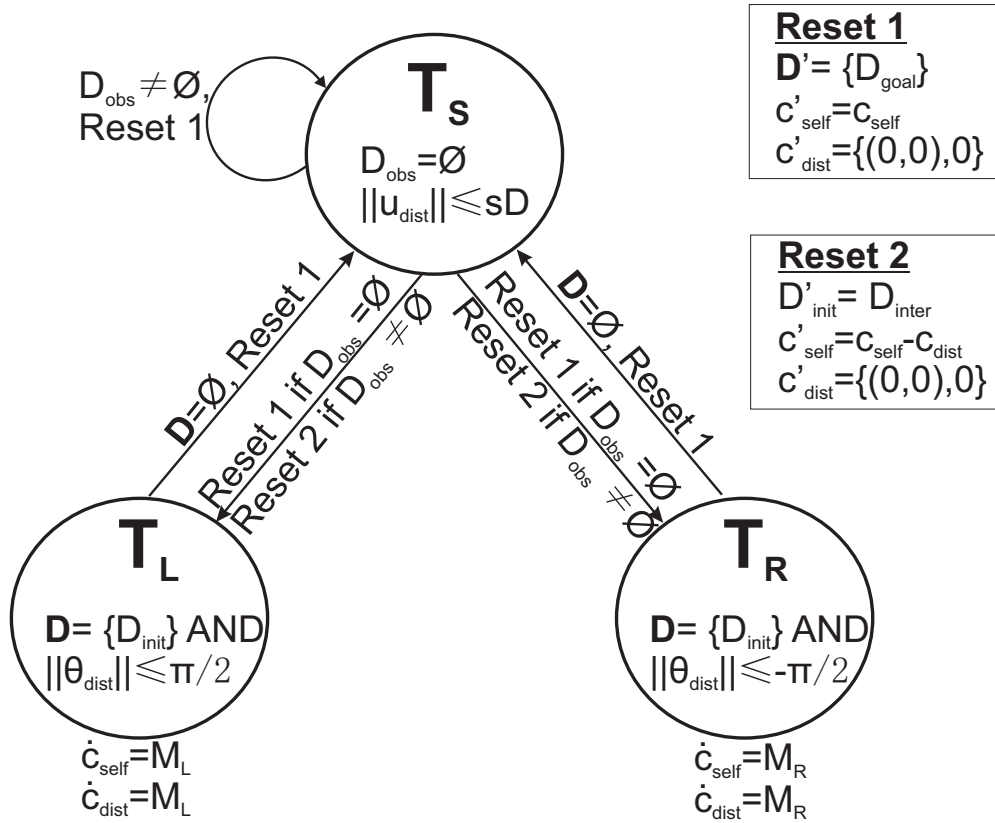 D_obs ≠ Ø,
Reset 1
T_S
D_obs=Ø
||u_dist||≤sD
Reset 1
D'= {D_goal}
c'_self=c_self
c'_dist={(0,0),0}
Reset 2
D'_init= D_inter
c'_self=c_self-c_dist
c'_dist={(0,0),0}
D=Ø, Reset 1
Reset 1 if D_obs =Ø
Reset 2 if D_obs ≠ Ø
D=Ø, Reset 1
Reset 1 if D_obs =Ø
Reset 2 if D_obs ≠ Ø
T_L
D= {D_init} AND
||θ_dist||≤π/2
ċ_self=M_L
ċ_dist=M_L
T_R
D= {D_init} AND
||θ_dist||≤-π/2
ċ_self=M_R
ċ_dist=M_R